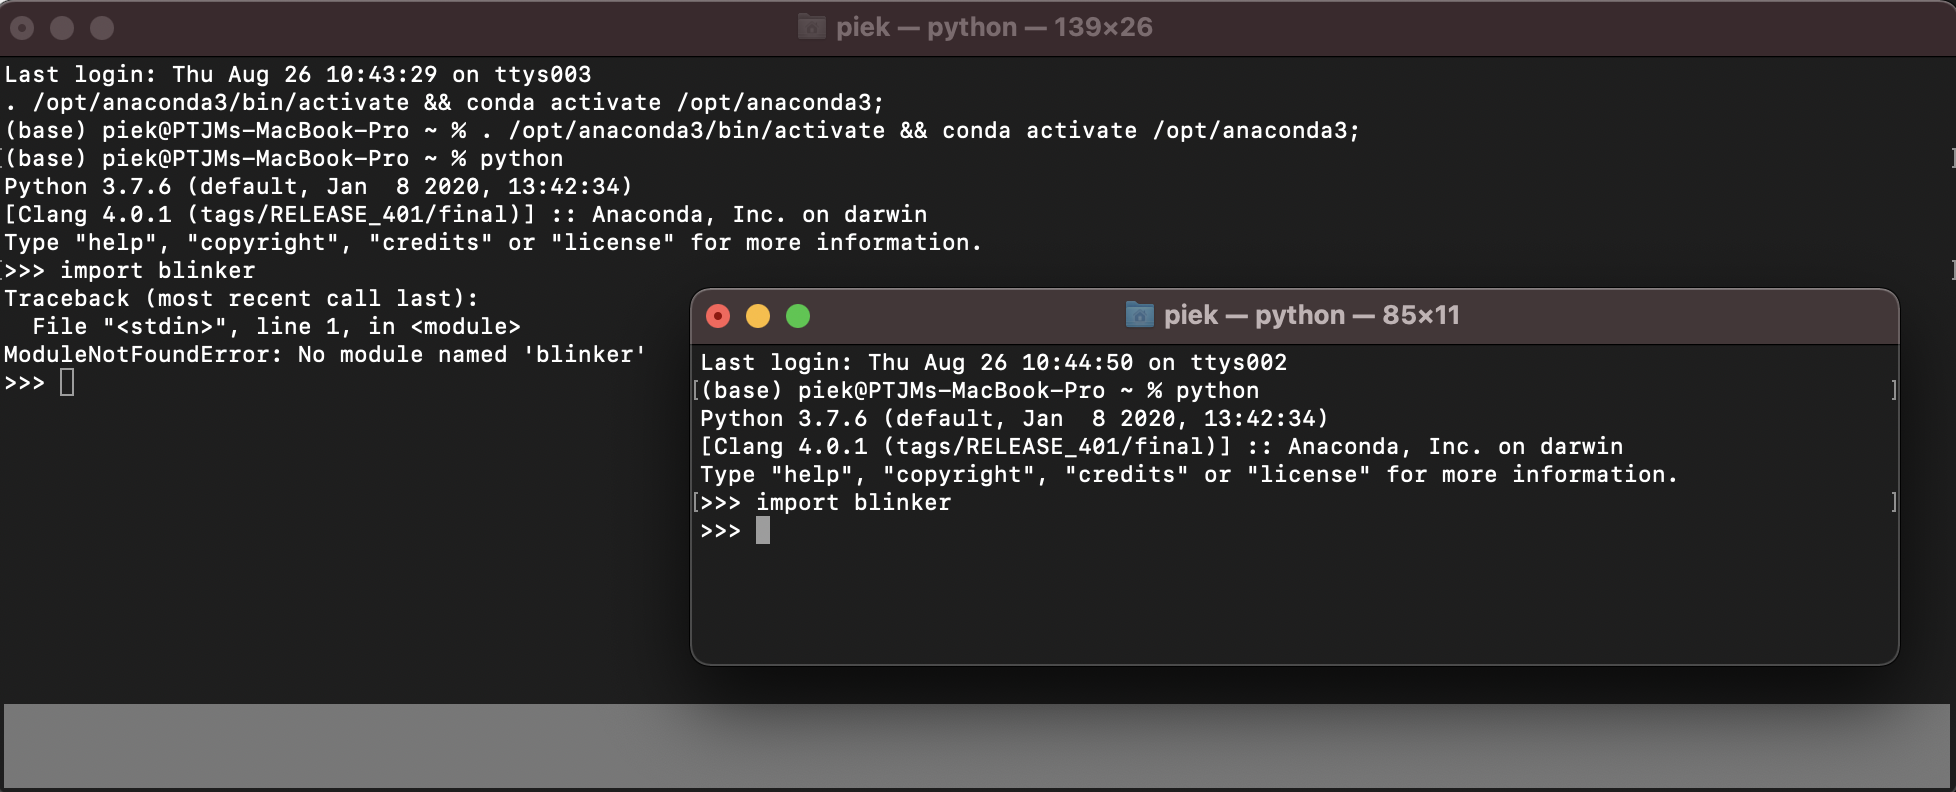 piek — python — 139×26
Last login: Thu Aug 26 10:43:29 on ttys003
. /opt/anaconda3/bin/activate && conda activate /opt/anaconda3;
(base) piek@PTJMs-MacBook-Pro ~ % . /opt/anaconda3/bin/activate && conda activate /opt/anaconda3;
[(base) piek@PTJMs-MacBook-Pro ~ % python ]
Python 3.7.6 (default, Jan  8 2020, 13:42:34)
[Clang 4.0.1 (tags/RELEASE_401/final)] :: Anaconda, Inc. on darwin
Type "help", "copyright", "credits" or "license" for more information.
[>>> import blinker ]
Traceback (most recent call last):
  File "<stdin>", line 1, in <module>
ModuleNotFoundError: No module named 'blinker'
>>>
piek — python — 85×11
Last login: Thu Aug 26 10:44:50 on ttys002
[(base) piek@PTJMs-MacBook-Pro ~ % python ]
Python 3.7.6 (default, Jan  8 2020, 13:42:34)
[Clang 4.0.1 (tags/RELEASE_401/final)] :: Anaconda, Inc. on darwin
Type "help", "copyright", "credits" or "license" for more information.
[>>> import blinker ]
>>>